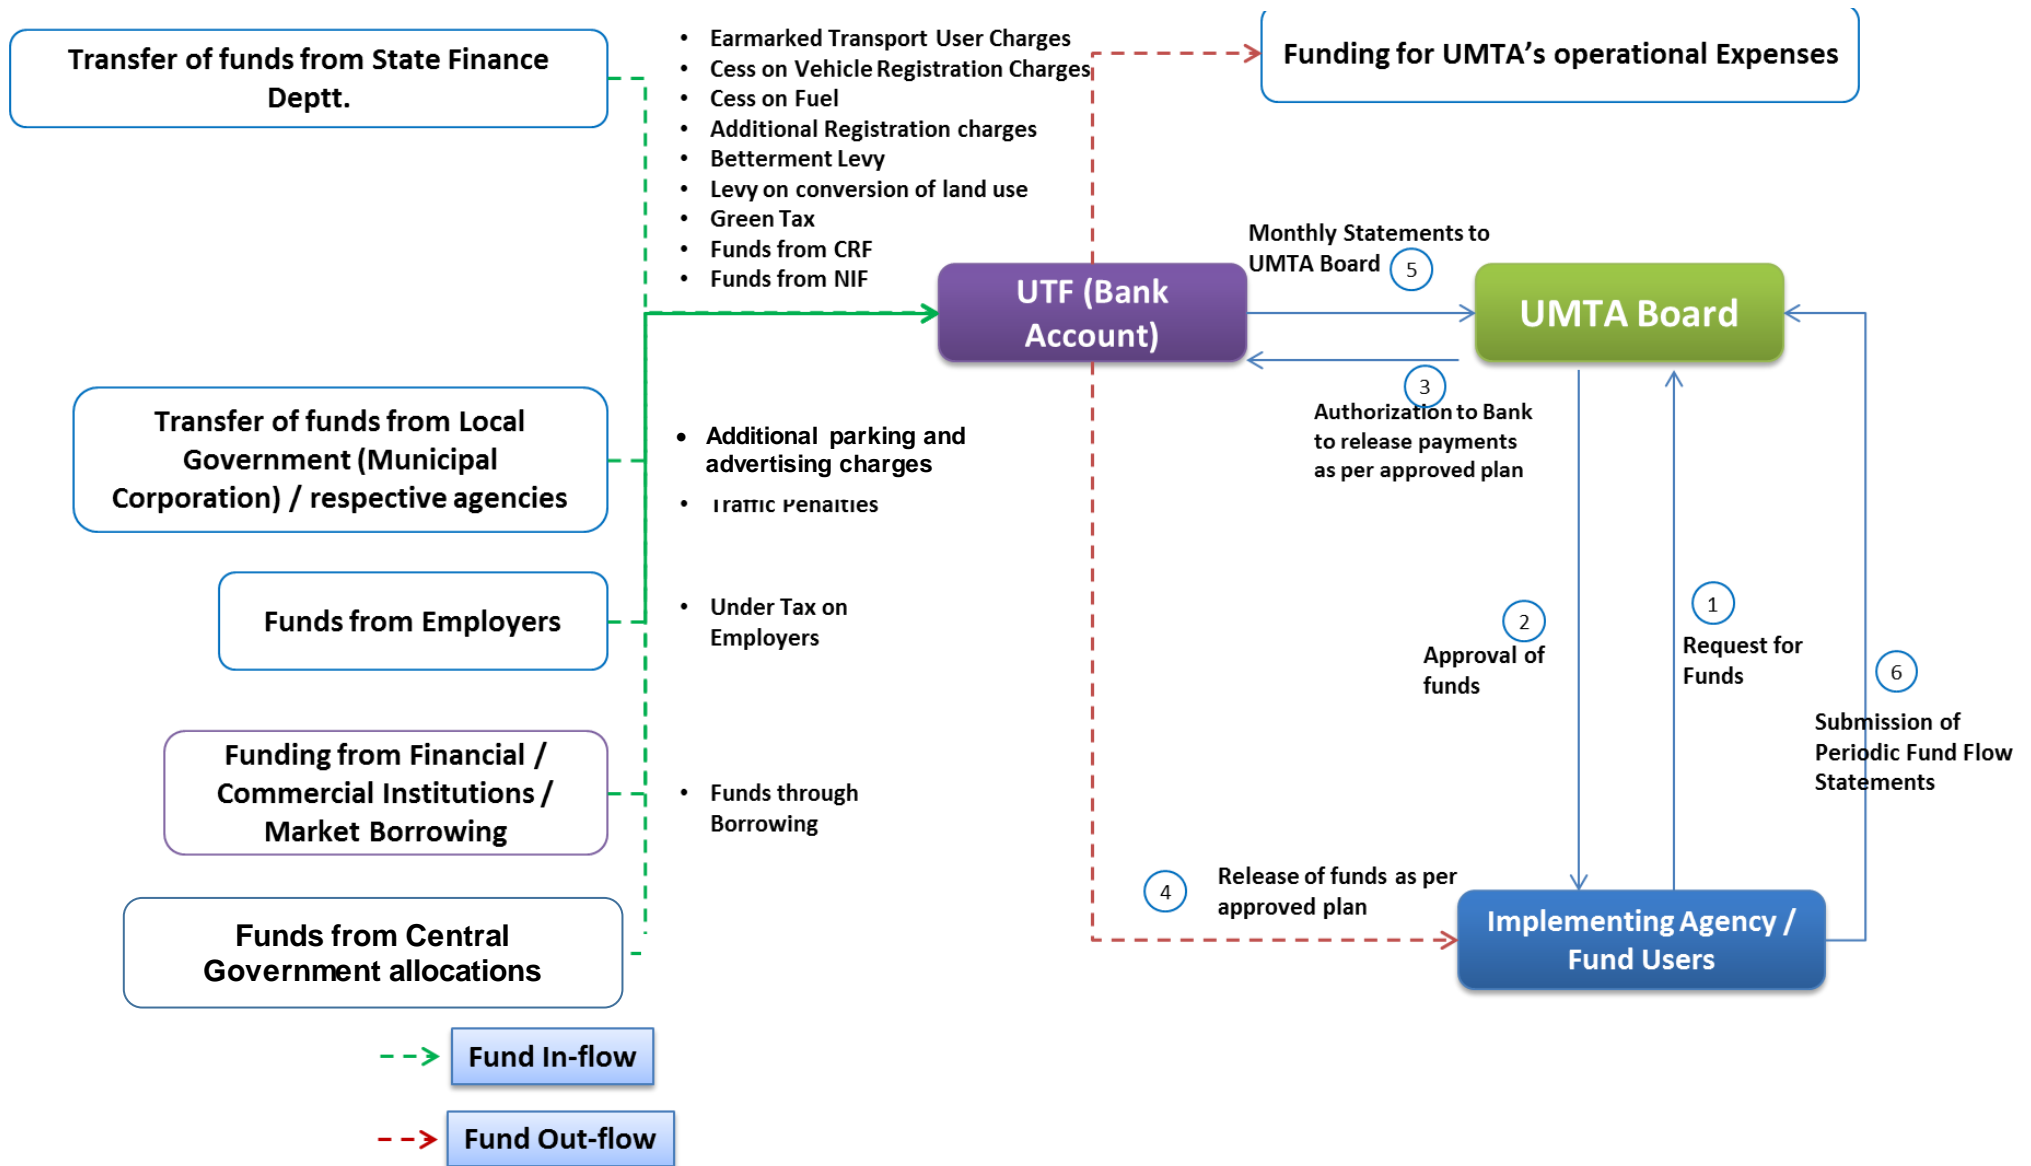 Transfer of funds from State Finance
Deptt.
• Earmarked Transport User Charges
• Cess on Vehicle Registration Charges
• Cess on Fuel
• Additional Registration charges
• Betterment Levy
• Levy on conversion of land use
• Green Tax
• Funds from CRF
• Funds from NIF
Funding for UMTA's operational Expenses
UTF (Bank
Account)
Monthly Statements to
UMTA Board
5
UMTA Board
3
Authorization to Bank
to release payments
as per approved plan
Transfer of funds from Local
Government (Municipal
Corporation) / respective agencies
• Additional parking and
advertising charges
• Traffic Penalties
Funds from Employers
• Under Tax on
Employers
2
Approval of
funds
1
Request for
Funds
6
Submission of
Periodic Fund Flow
Statements
Funding from Financial /
Commercial Institutions /
Market Borrowing
• Funds through
Borrowing
4
Release of funds as per
approved plan
Implementing Agency /
Fund Users
Funds from Central
Government allocations
Fund In-flow
Fund Out-flow